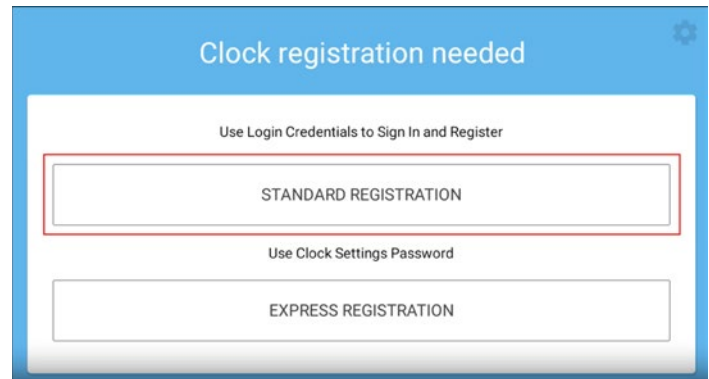 Clock registration needed
Use Login Credentials to Sign In and Register
STANDARD REGISTRATION
Use Clock Settings Password
EXPRESS REGISTRATION